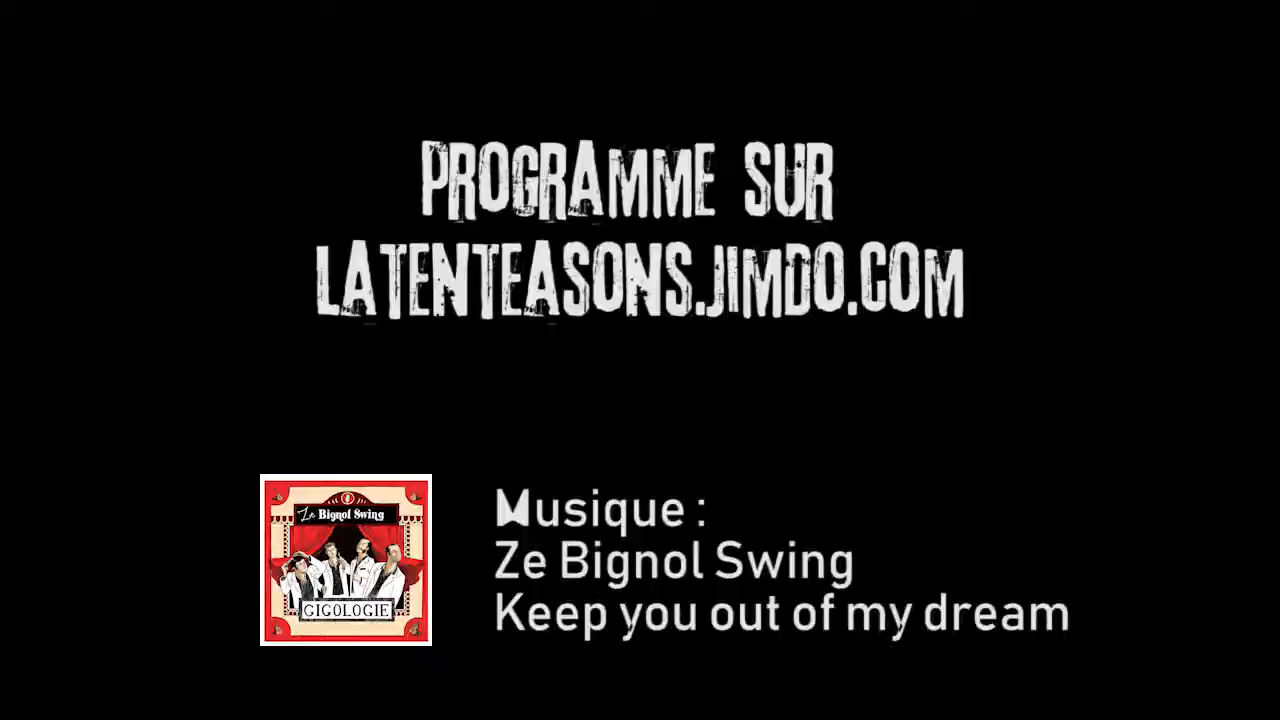 PROGRAMME SUR
LATENTEASONS.JIMDO.COM
Ze Bignol Swing
GIGOLOGIE
Musique :
Ze Bignol Swing
Keep you out of my dream